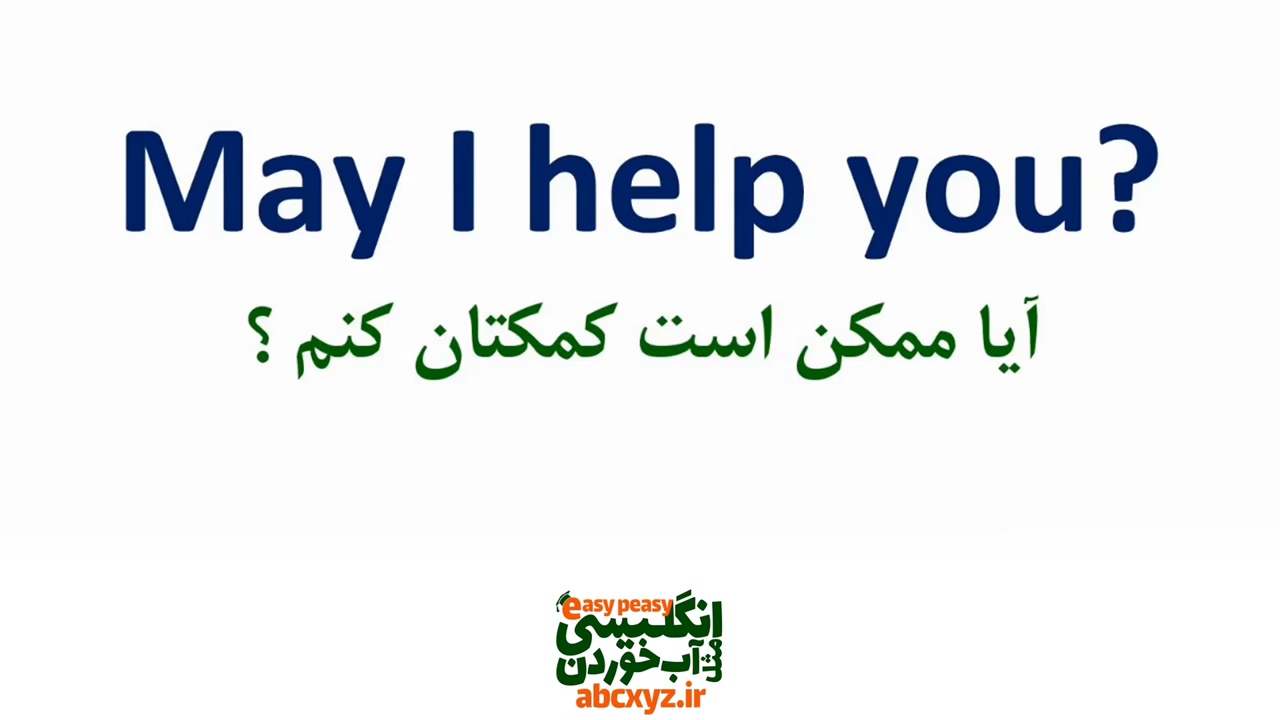 May I help you?
آیا ممکن است کمکتان کنم ؟
easy peasy
انگلیسی
مثل آب خوردن
abcxyz.ir